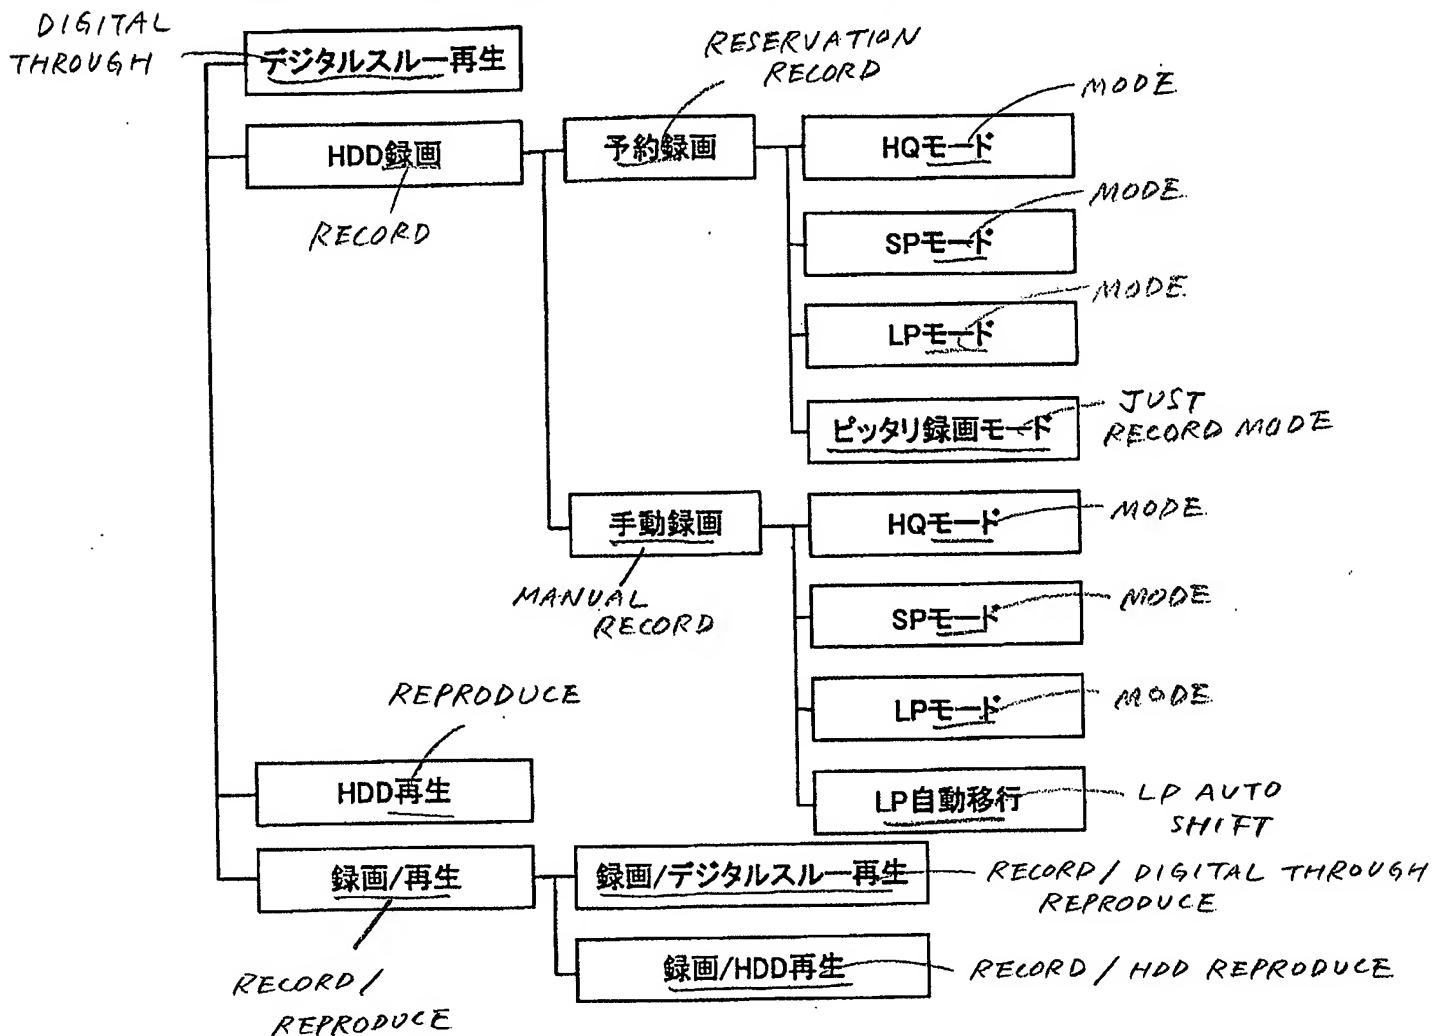 DIGITAL
THROUGH
デジタルスルー再生
RESERVATION
RECORD
MODE
HDD録画
予約録画
HQモード
RECORD
MODE
SPモード
MODE
LPモード
JUST
RECORD MODE
ピッタリ録画モード
手動録画
HQモード
MODE
MANUAL
RECORD
SPモード
MODE
REPRODUCE
LPモード
MODE
HDD再生
LP自動移行
LP AUTO
SHIFT
録画/再生
録画/デジタルスルー再生
RECORD / DIGITAL THROUGH
REPRODUCE
録画/HDD再生
RECORD / HDD REPRODUCE
RECORD /
REPRODUCE